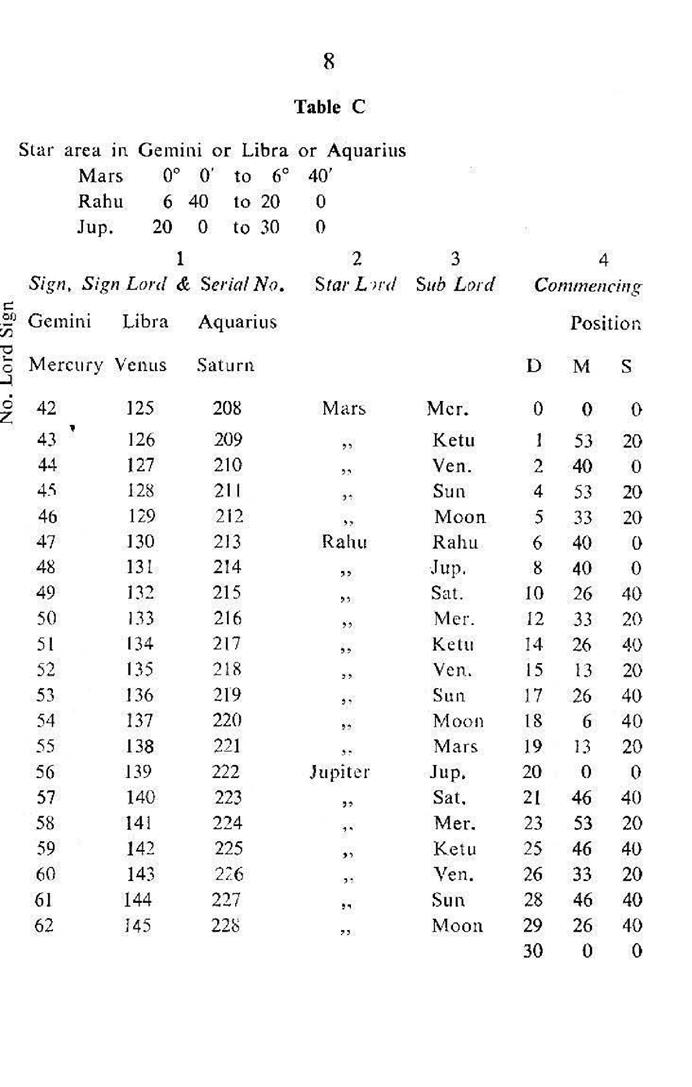 8
Table C
Star area in Gemini or Libra or Aquarius
Mars 0° 0′ to 6° 40′
Rahu 6 40 to 20 0
Jup. 20 0 to 30 0
1 2 3 4
Sign, Sign Lord & Serial No. Star Lord Sub Lord Commencing
Gemini Libra Aquarius Position
Mercury Venus Saturn D M S
No. Lord Sign
42 125 208 Mars Mer. 0 0 0
43 126 209 ,, Ketu 1 53 20
44 127 210 ,, Ven. 2 40 0
45 128 211 ,, Sun 4 53 20
46 129 212 ,, Moon 5 33 20
47 130 213 Rahu Rahu 6 40 0
48 131 214 ,, Jup. 8 40 0
49 132 215 ,, Sat. 10 26 40
50 133 216 ,, Mer. 12 33 20
51 134 217 ,, Ketu 14 26 40
52 135 218 ,, Ven. 15 13 20
53 136 219 ,, Sun 17 26 40
54 137 220 ,, Moon 18 6 40
55 138 221 ,, Mars 19 13 20
56 139 222 Jupiter Jup. 20 0 0
57 140 223 ,, Sat. 21 46 40
58 141 224 ,, Mer. 23 53 20
59 142 225 ,, Ketu 25 46 40
60 143 226 ,, Ven. 26 33 20
61 144 227 ,, Sun 28 46 40
62 145 228 ,, Moon 29 26 40
30 0 0